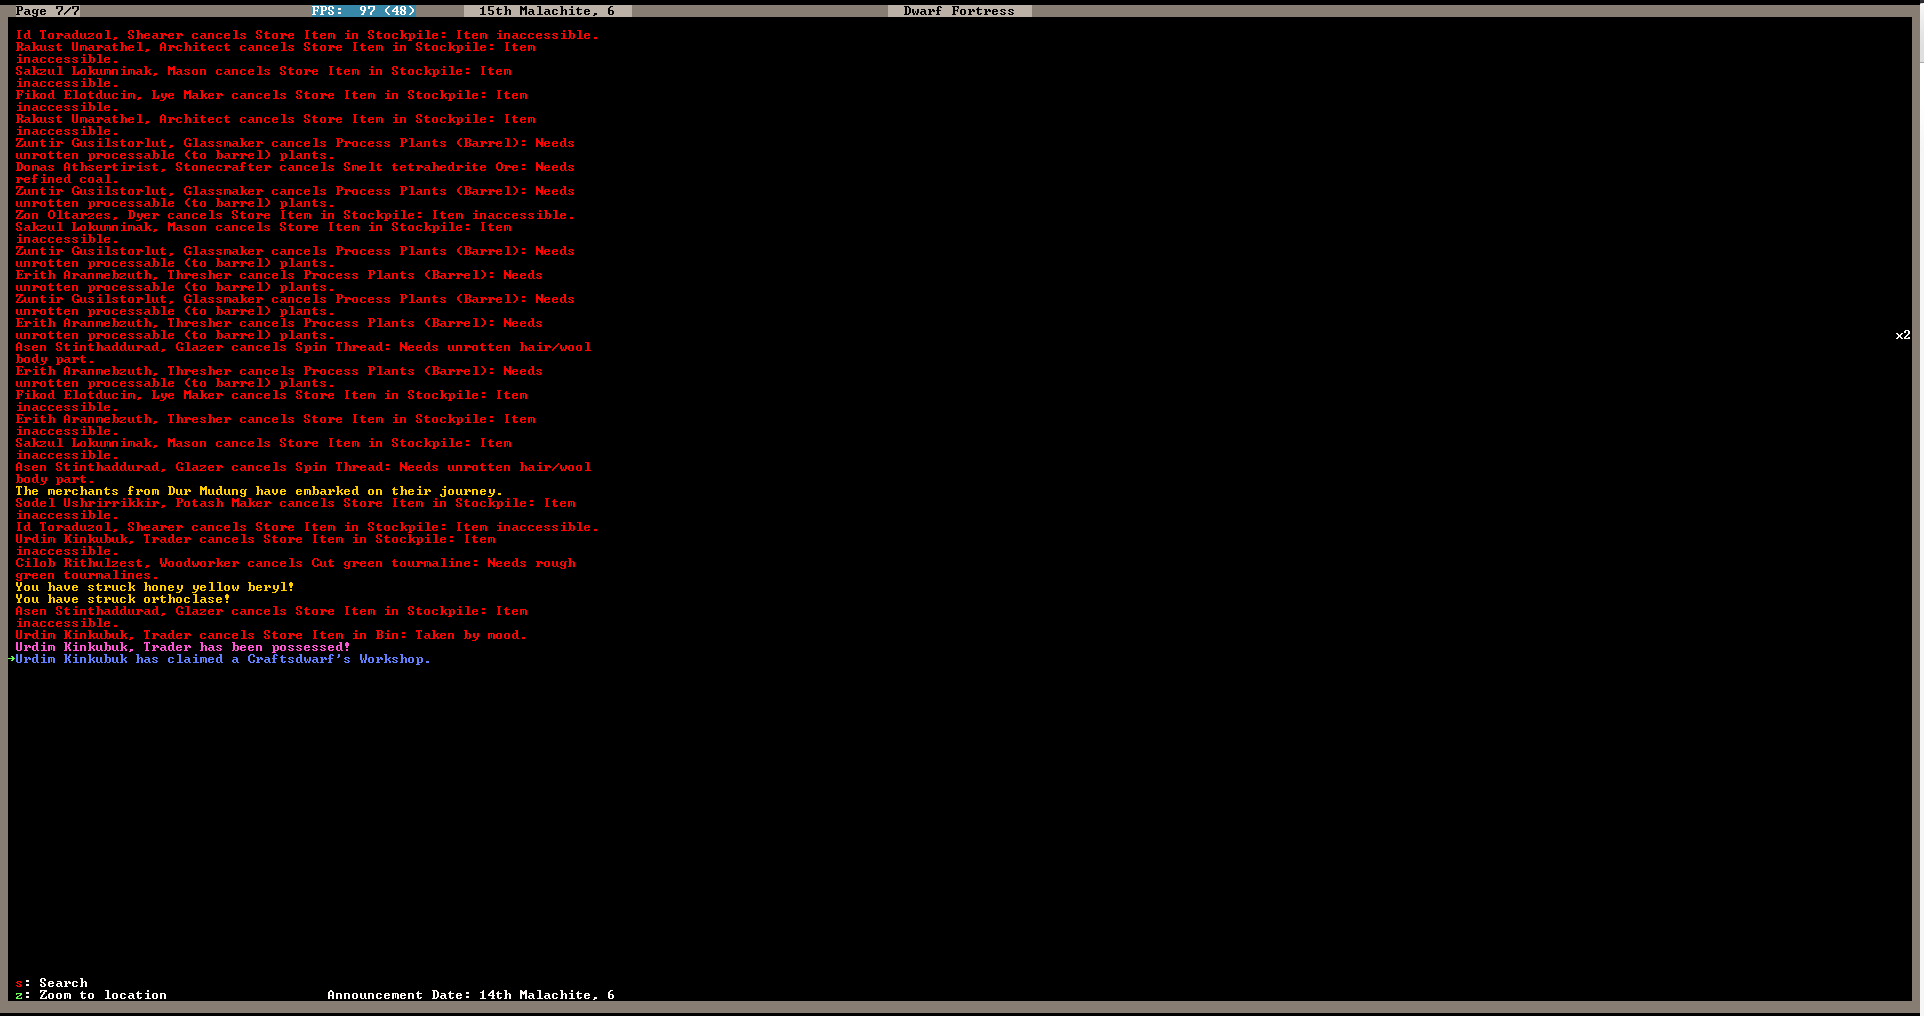 Page 7/7 FPS: 97 (48) 15th Malachite, 6 Dwarf Fortress
Id Toraduzol, Shearer cancels Store Item in Stockpile: Item inaccessible.
Rakust Umarathel, Architect cancels Store Item in Stockpile: Item
inaccessible.
Sakzul Lokumnimak, Mason cancels Store Item in Stockpile: Item
inaccessible.
Fikod Elotducim, Lye Maker cancels Store Item in Stockpile: Item
inaccessible.
Rakust Umarathel, Architect cancels Store Item in Stockpile: Item
inaccessible.
Zuntir Gusilstorlut, Glassmaker cancels Process Plants (Barrel): Needs
unrotten processable (to barrel) plants.
Domas Athsertirist, Stonecrafter cancels Smelt tetrahedrite Ore: Needs
refined coal.
Zuntir Gusilstorlut, Glassmaker cancels Process Plants (Barrel): Needs
unrotten processable (to barrel) plants.
Zon Oltarzes, Dyer cancels Store Item in Stockpile: Item inaccessible.
Sakzul Lokumnimak, Mason cancels Store Item in Stockpile: Item
inaccessible.
Zuntir Gusilstorlut, Glassmaker cancels Process Plants (Barrel): Needs
unrotten processable (to barrel) plants.
Erith Aranmebzuth, Thresher cancels Process Plants (Barrel): Needs
unrotten processable (to barrel) plants.
Zuntir Gusilstorlut, Glassmaker cancels Process Plants (Barrel): Needs
unrotten processable (to barrel) plants.
Erith Aranmebzuth, Thresher cancels Process Plants (Barrel): Needs
unrotten processable (to barrel) plants. x2
Asen Stinthaddurad, Glazer cancels Spin Thread: Needs unrotten hair/wool
body part.
Erith Aranmebzuth, Thresher cancels Process Plants (Barrel): Needs
unrotten processable (to barrel) plants.
Fikod Elotducim, Lye Maker cancels Store Item in Stockpile: Item
inaccessible.
Erith Aranmebzuth, Thresher cancels Store Item in Stockpile: Item
inaccessible.
Sakzul Lokumnimak, Mason cancels Store Item in Stockpile: Item
inaccessible.
Asen Stinthaddurad, Glazer cancels Spin Thread: Needs unrotten hair/wool
body part.
The merchants from Dur Mudung have embarked on their journey.
Sodel Ushrirrikkir, Potash Maker cancels Store Item in Stockpile: Item
inaccessible.
Id Toraduzol, Shearer cancels Store Item in Stockpile: Item inaccessible.
Urdim Kinkubuk, Trader cancels Store Item in Stockpile: Item
inaccessible.
Cilob Rithulzest, Woodworker cancels Cut green tourmaline: Needs rough
green tourmalines.
You have struck honey yellow beryl!
You have struck orthoclase!
Asen Stinthaddurad, Glazer cancels Store Item in Stockpile: Item
inaccessible.
Urdim Kinkubuk, Trader cancels Store Item in Bin: Taken by mood.
Urdim Kinkubuk, Trader has been possessed!
→Urdim Kinkubuk has claimed a Craftsdwarf's Workshop.
s: Search
z: Zoom to location Announcement Date: 14th Malachite, 6